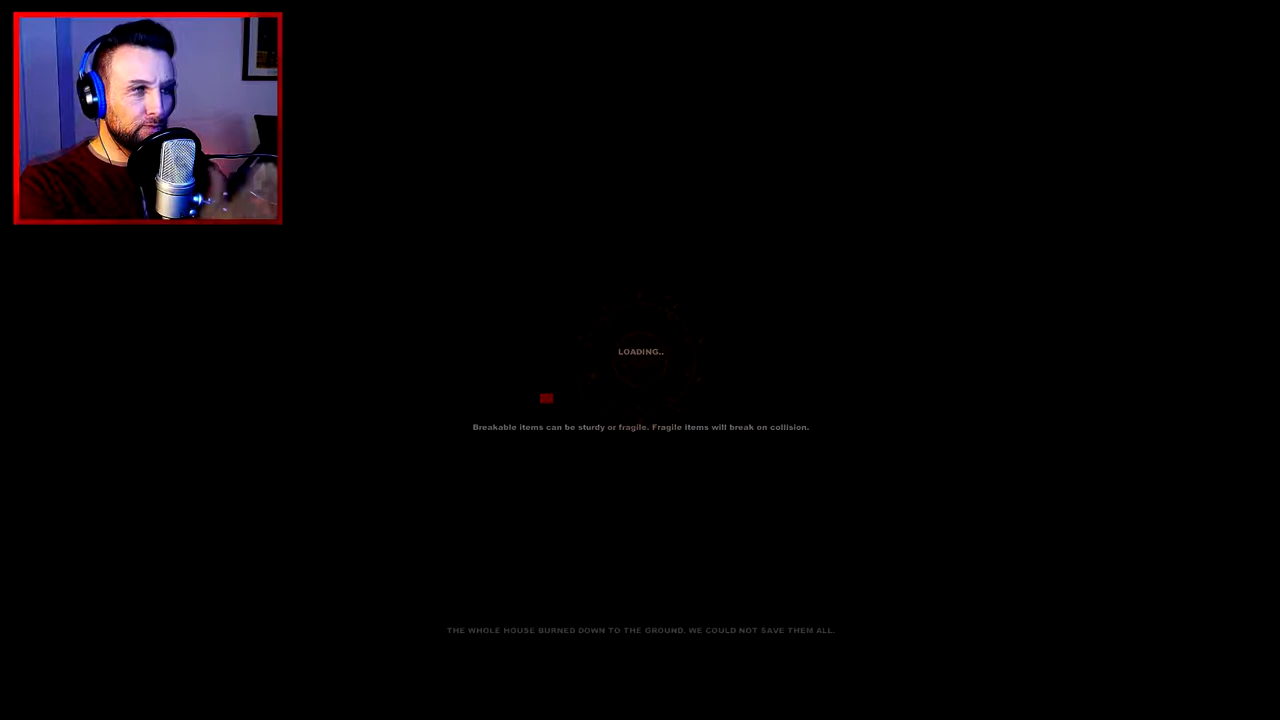 LOADING..
Breakable items can be sturdy or fragile. Fragile items will break on collision.
THE WHOLE HOUSE BURNED DOWN TO THE GROUND. WE COULD NOT SAVE THEM ALL.